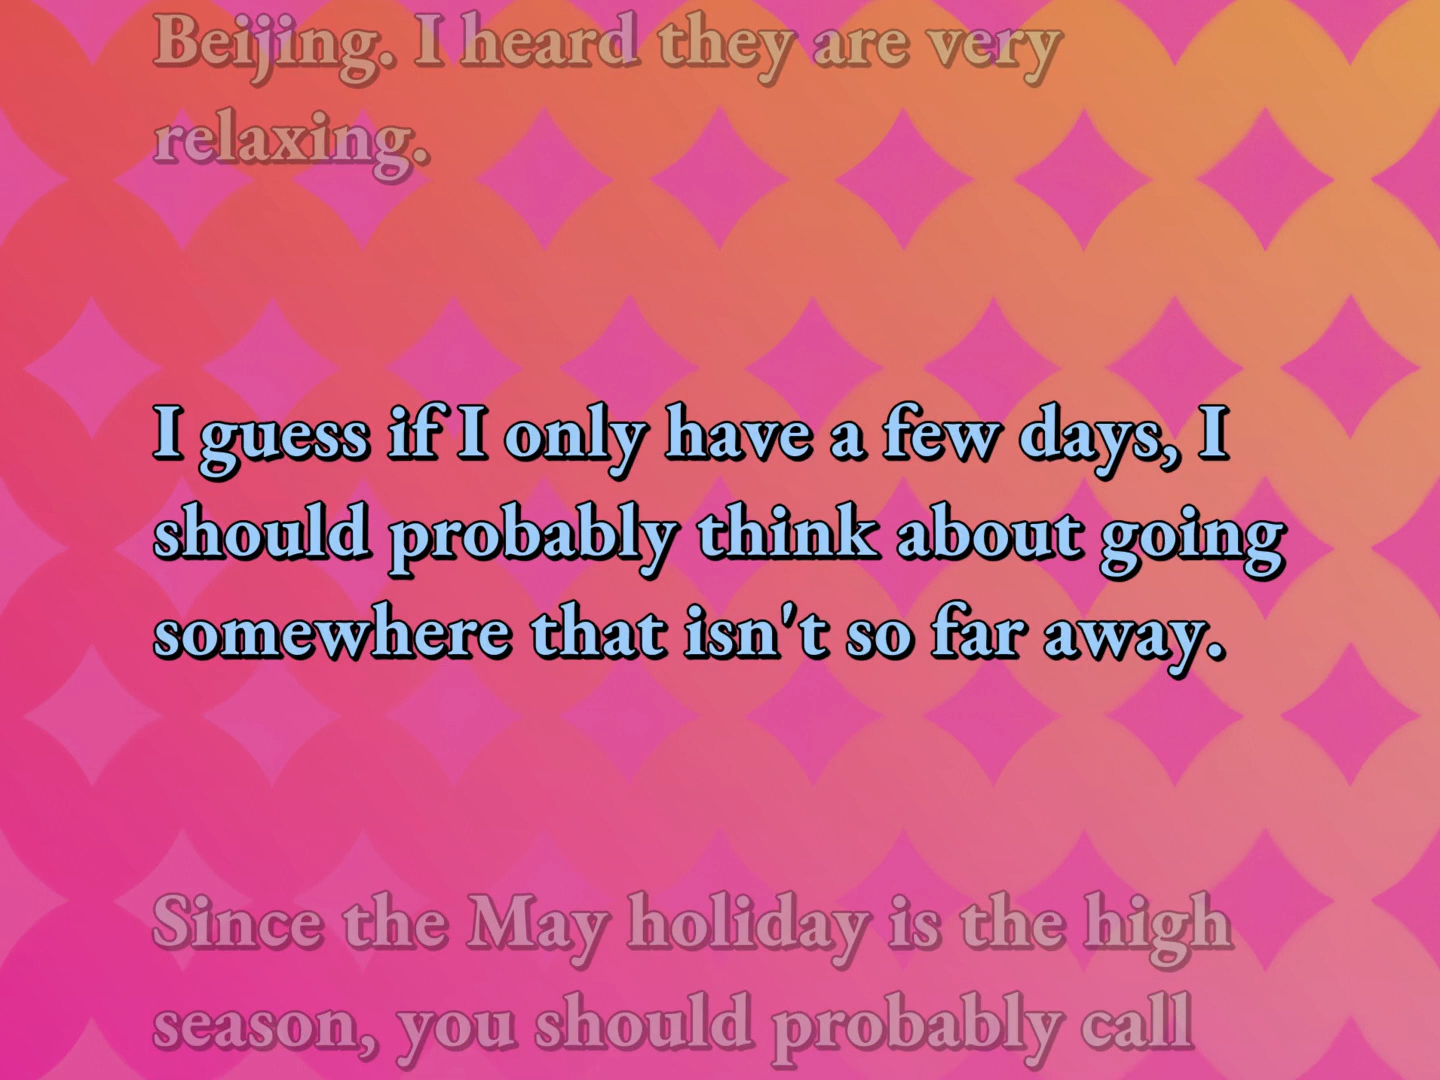 Beijing. I heard they are very
relaxing.
I guess if I only have a few days, I
should probably think about going
somewhere that isn't so far away.
Since the May holiday is the high
season, you should probably call